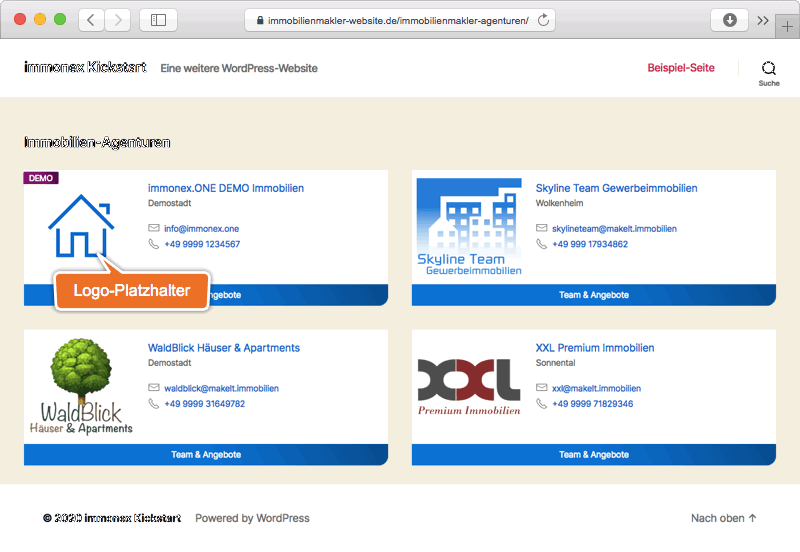 immobilienmakler-website.de/immobilienmakler-agenturen/
immonex Kickstart Eine weitere WordPress-Website Beispiel-Seite
Suche
Immobilien-Agenturen
DEMO
immonex.ONE DEMO Immobilien
Demostadt
info@immonex.one
+49 9999 1234567
Logo-Platzhalter
& Angebote
Skyline Team
Gewerbeimmobilien
Skyline Team Gewerbeimmobilien
Wolkenheim
skylineteam@makelt.immobilien
+49 999 17934862
Team & Angebote
WaldBlick
Häuser & Apartments
WaldBlick Häuser & Apartments
Demostadt
waldblick@makelt.immobilien
+49 9999 31649782
Team & Angebote
XXL
Premium Immobilien
XXL Premium Immobilien
Sonnental
xxl@makelt.immobilien
+49 9999 71829346
Team & Angebote
© 2020 immonex Kickstart Powered by WordPress Nach oben ↑